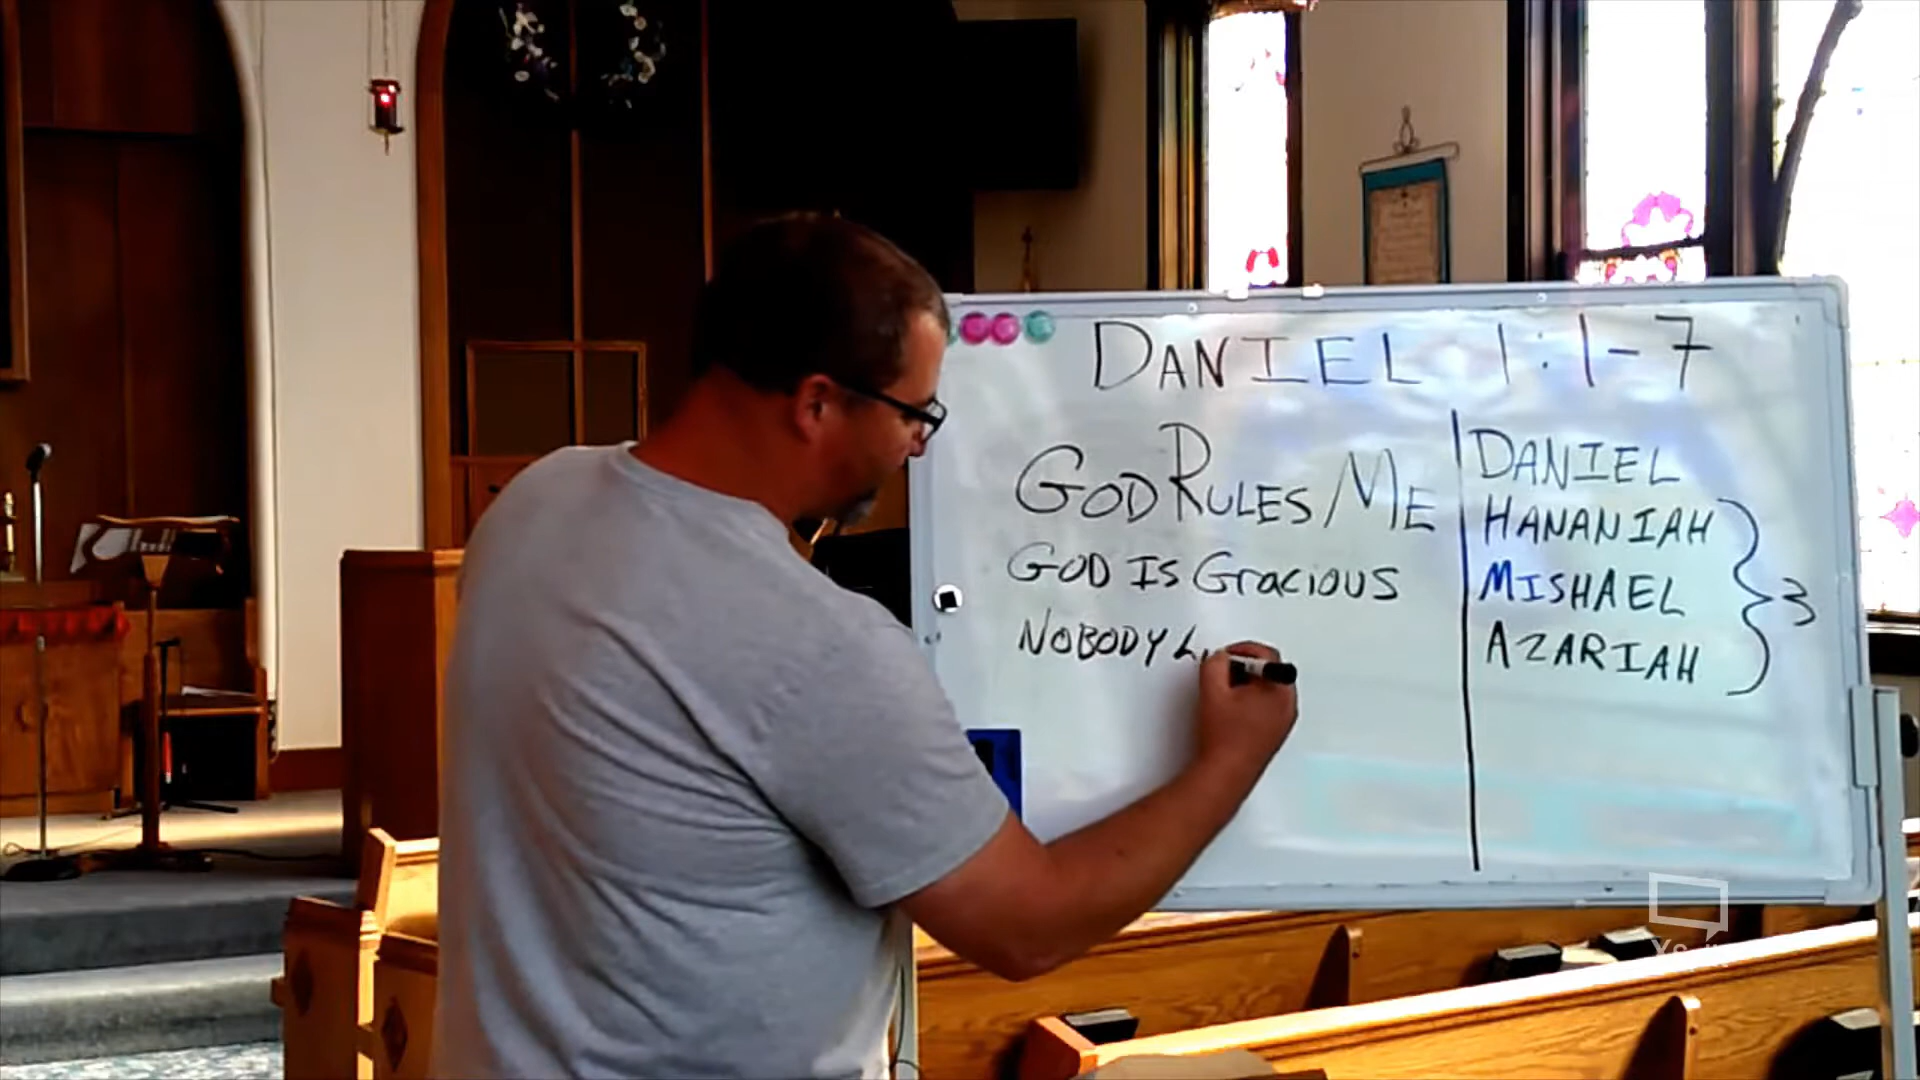 DANIEL 1:1-7
GOD RULES/ME
GOD IS Gracious
NOBODY
DANIEL
HANANIAH
MISHAEL
AZARIAH
3